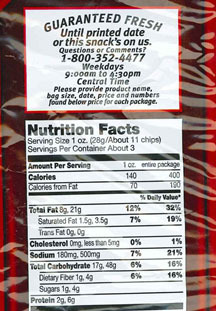 GUARANTEED FRESH
Until printed date
or this snack's on us.
Questions or Comments?
1-800-352-4477
Weekdays
9:00am to 4:30pm
Central Time
Please provide product name,
bag size, date, price and numbers
found below price for each package.
Nutrition Facts
Serving Size 1 oz. (28g/About 11 chips)
Servings Per Container About 3
Amount Per Serving 1 oz. entire package
Calories 140 400
Calories from Fat 70 190
% Daily Value*
Total Fat 8g, 21g 12% 32%
Saturated Fat 1.5g, 3.5g 7% 19%
Trans Fat 0g, 0g
Cholesterol 0mg, less than 5mg 0% 1%
Sodium 180mg, 500mg 7% 21%
Total Carbohydrate 17g, 48g 6% 16%
Dietary Fiber 1g, 4g 6% 16%
Sugars 1g, 4g
Protein 2g, 6g